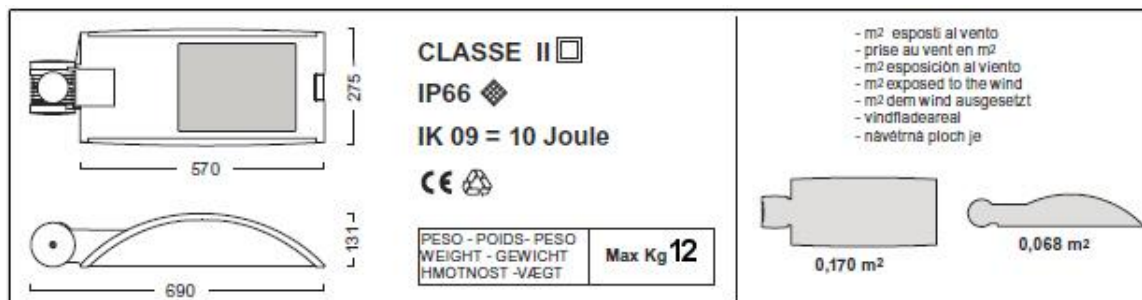 275
570
131
690
CLASSE II
IP66
IK 09 = 10 Joule
CE
PESO - POIDS- PESO
WEIGHT - GEWICHT
HMOTNOST -VÆGT
Max Kg 12
- m² esposti al vento
- prise au vent en m²
- m² esposición al viento
- m² exposed to the wind
- m² dem wind ausgesetzt
- vindfladeareal
- návětrná ploch je
0,170 m²
0,068 m²